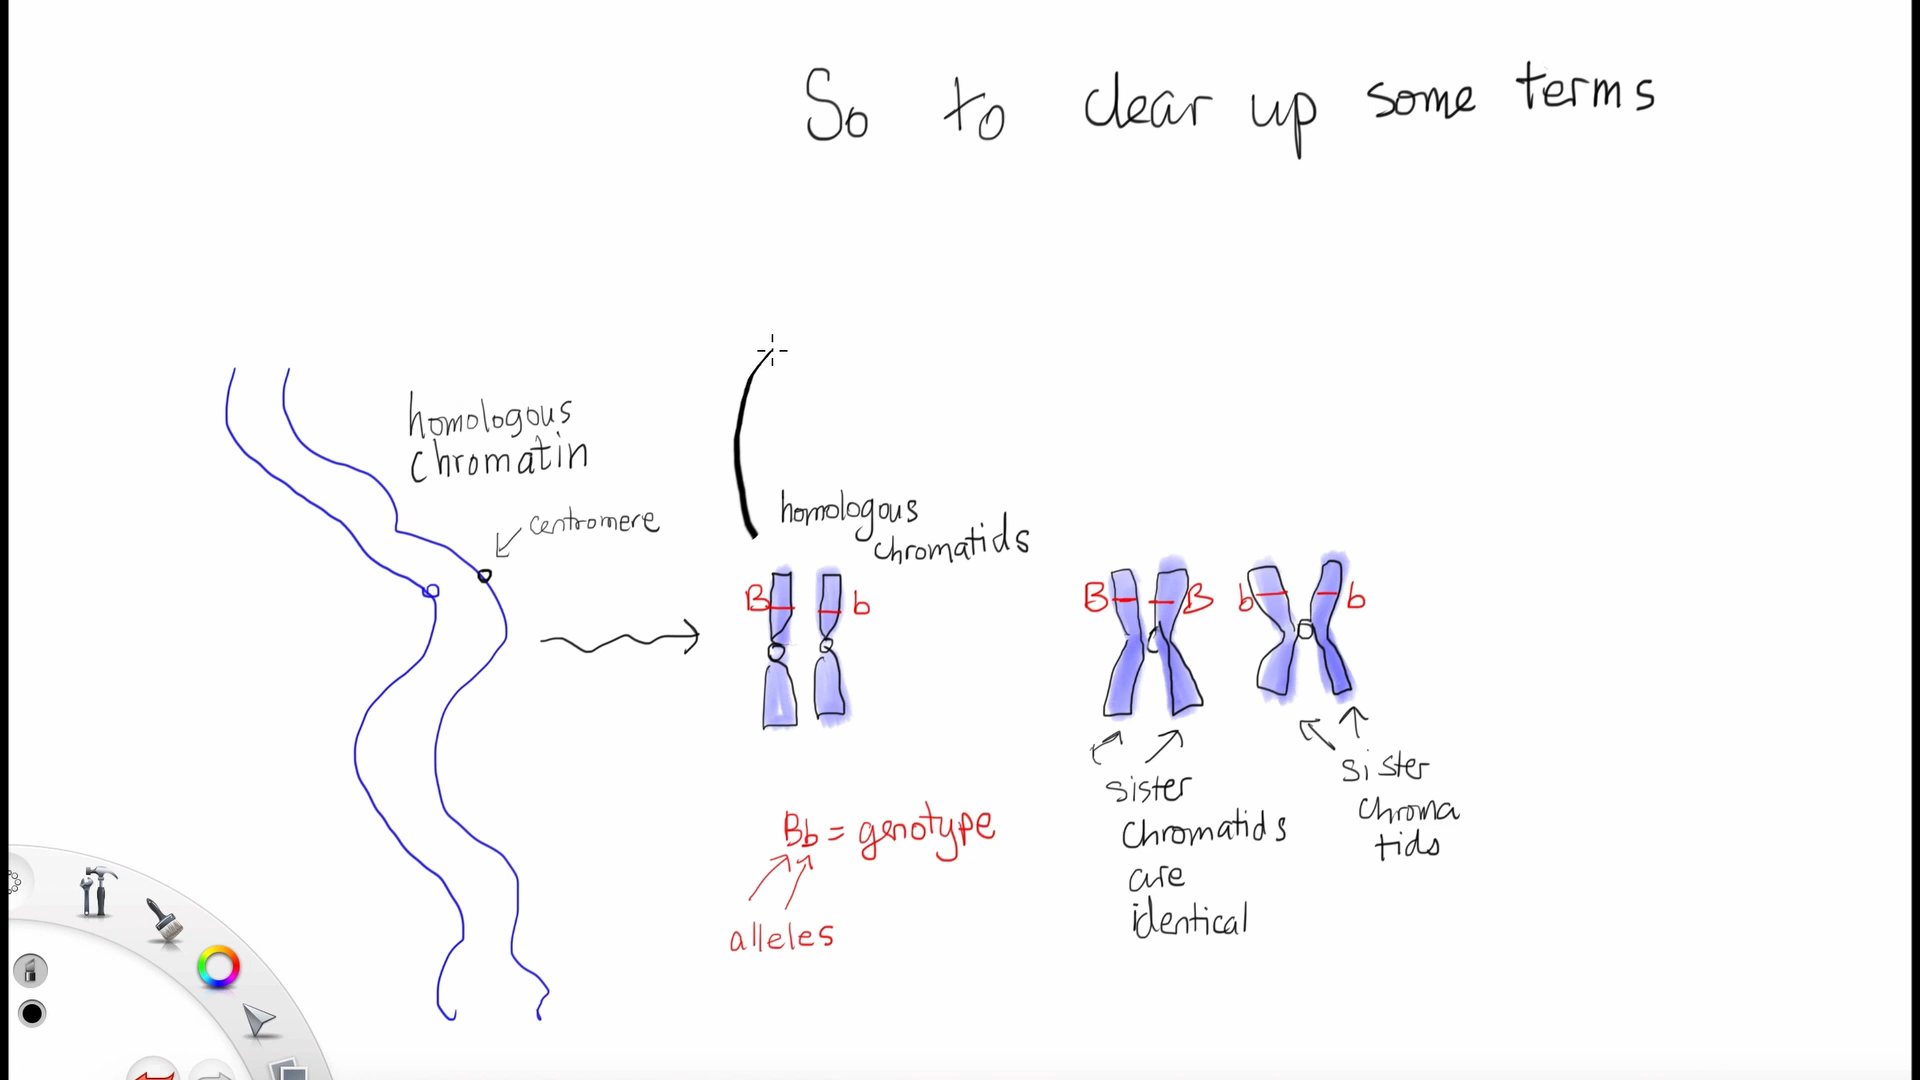 So to clear up some terms
homologous
chromatin
centromere
homologous
chromatids
B b
B B b b
Bb = genotype
alleles
sister
chromatids
are
identical
sister
chroma
tids